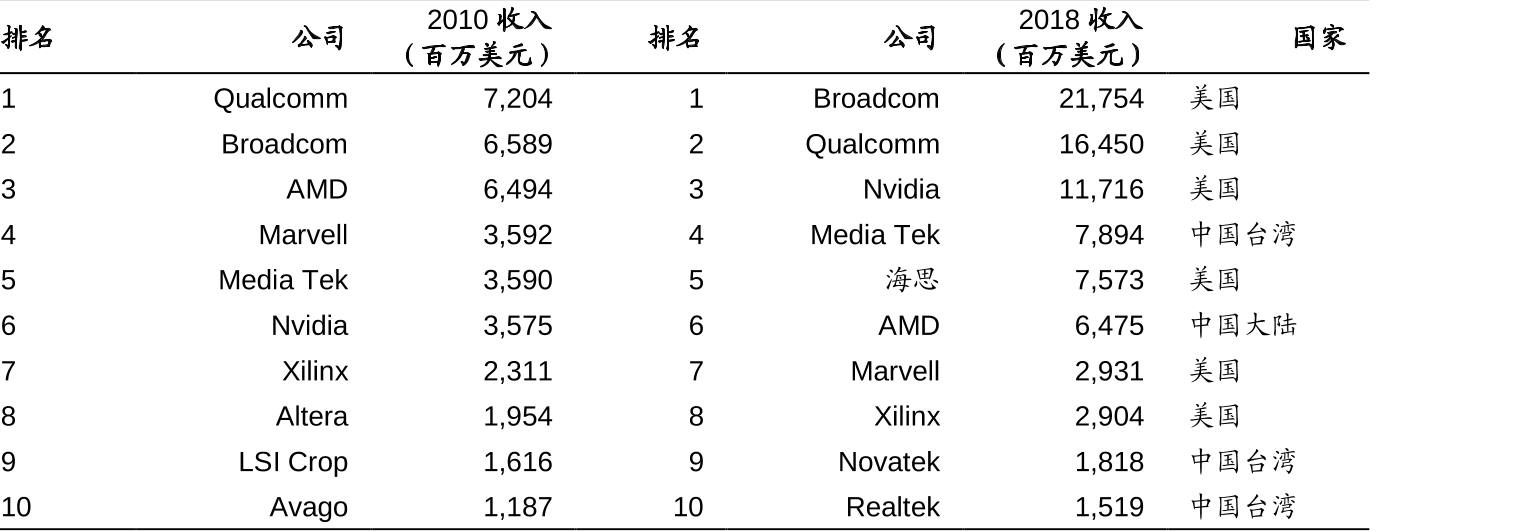 排名 公司 2010 收入（百万美元） 排名 公司 2018 收入（百万美元） 国家
1 Qualcomm 7,204 1 Broadcom 21,754 美国
2 Broadcom 6,589 2 Qualcomm 16,450 美国
3 AMD 6,494 3 Nvidia 11,716 美国
4 Marvell 3,592 4 Media Tek 7,894 中国台湾
5 Media Tek 3,590 5 海思 7,573 美国
6 Nvidia 3,575 6 AMD 6,475 中国大陆
7 Xilinx 2,311 7 Marvell 2,931 美国
8 Altera 1,954 8 Xilinx 2,904 美国
9 LSI Crop 1,616 9 Novatek 1,818 中国台湾
10 Avago 1,187 10 Realtek 1,519 中国台湾